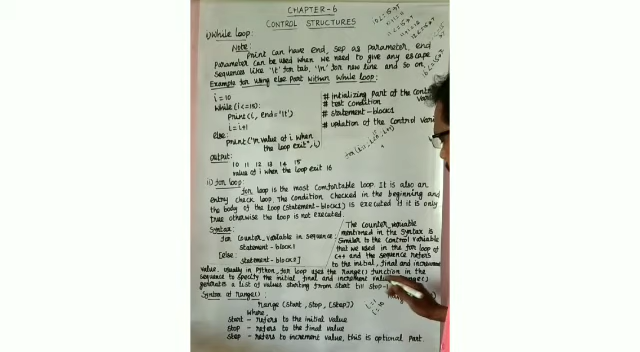 CHAPTER-6
CONTROL STRUCTURES
i) While loop:
Note:
Print can have end, sep as parameter. end
parameter can be used when we need to give any escape
sequences like '\t' for tab, '\n' for new line and so on.
Example for using else part within while loop:
i = 10
while (i<=15):
print(i, end='\t')
i = i+1
else:
print("\n value of i when
the loop exit", i)
# intializing part of the
# test condition
# statement-block1
# updation of the control
output:
10 11 12 13 14 15
value of i when the loop exit 16
ii) for loop:
for loop is the most comfortable loop. It is also an
entry check loop. The condition checked in the beginning and
the body of the loop (statement-block1) is executed if it is only
true otherwise the loop is not executed.
Syntax:
for counter_variable in sequence:
statement-block1
[else:
statement-block2]
The counter_variable
mentioned in the syntax is
similar to the control variable
that we used in the for loop of
C++ and the sequence refers
to the initial, final and increment
value. Usually in Python, for loop uses the range() function in the
sequence to specify the initial, final and increment values. range()
generates a list of values starting from start till stop-1
Syntax of range()
range (start, stop, [step])
where,
start - refers to the initial value
stop - refers to the final value
step - refers to increment value, this is optional part.